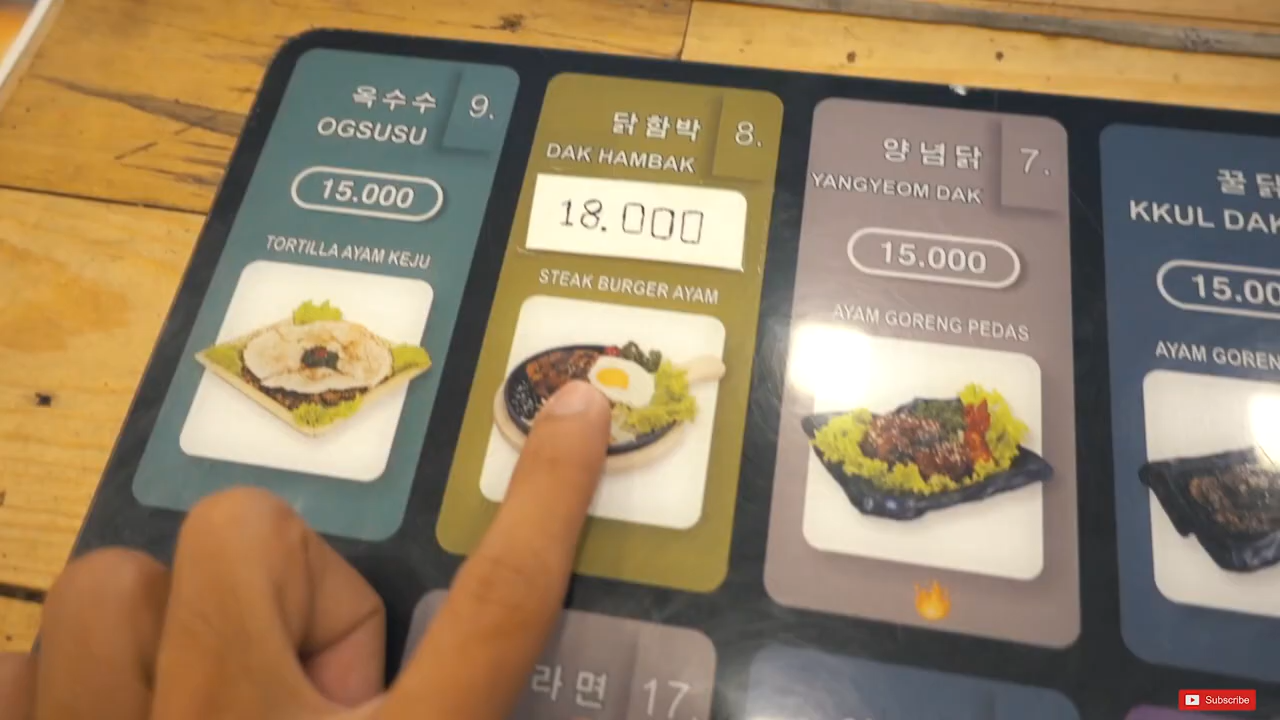 옥수수 9.
OGSUSU
15.000
TORTILLA AYAM KEJU
닭함박 8.
DAK HAMBAK
18.000
STEAK BURGER AYAM
양념닭 7.
YANGYEOM DAK
15.000
AYAM GORENG PEDAS
꿀
KKUL DAK
15.00
AYAM GOREN
라면 17.
Subscribe